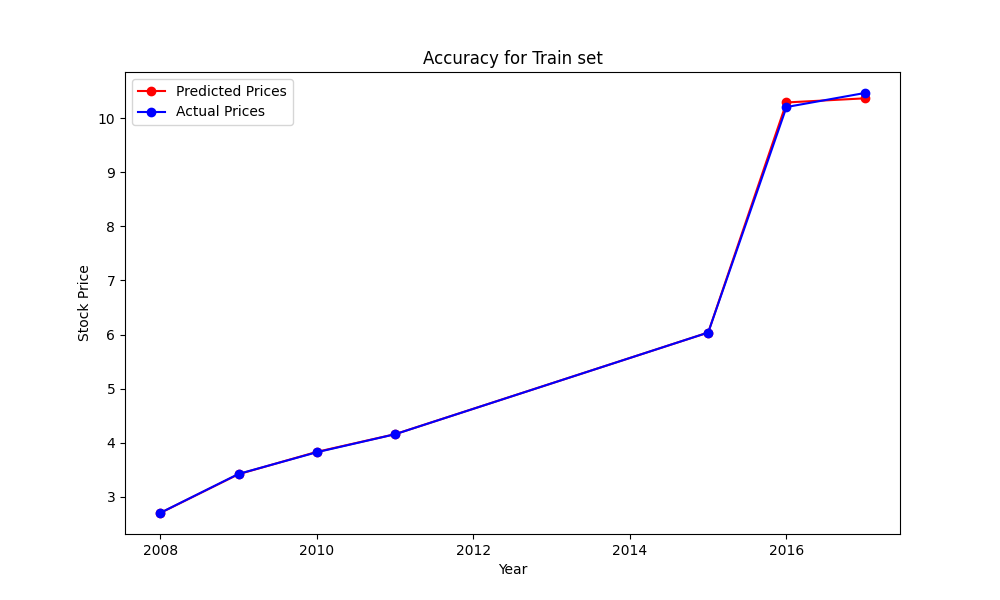 Accuracy for Train set
Predicted Prices
Actual Prices
10
9
8
7
6
5
4
3
Stock Price
2008
2010
2012
2014
2016
Year